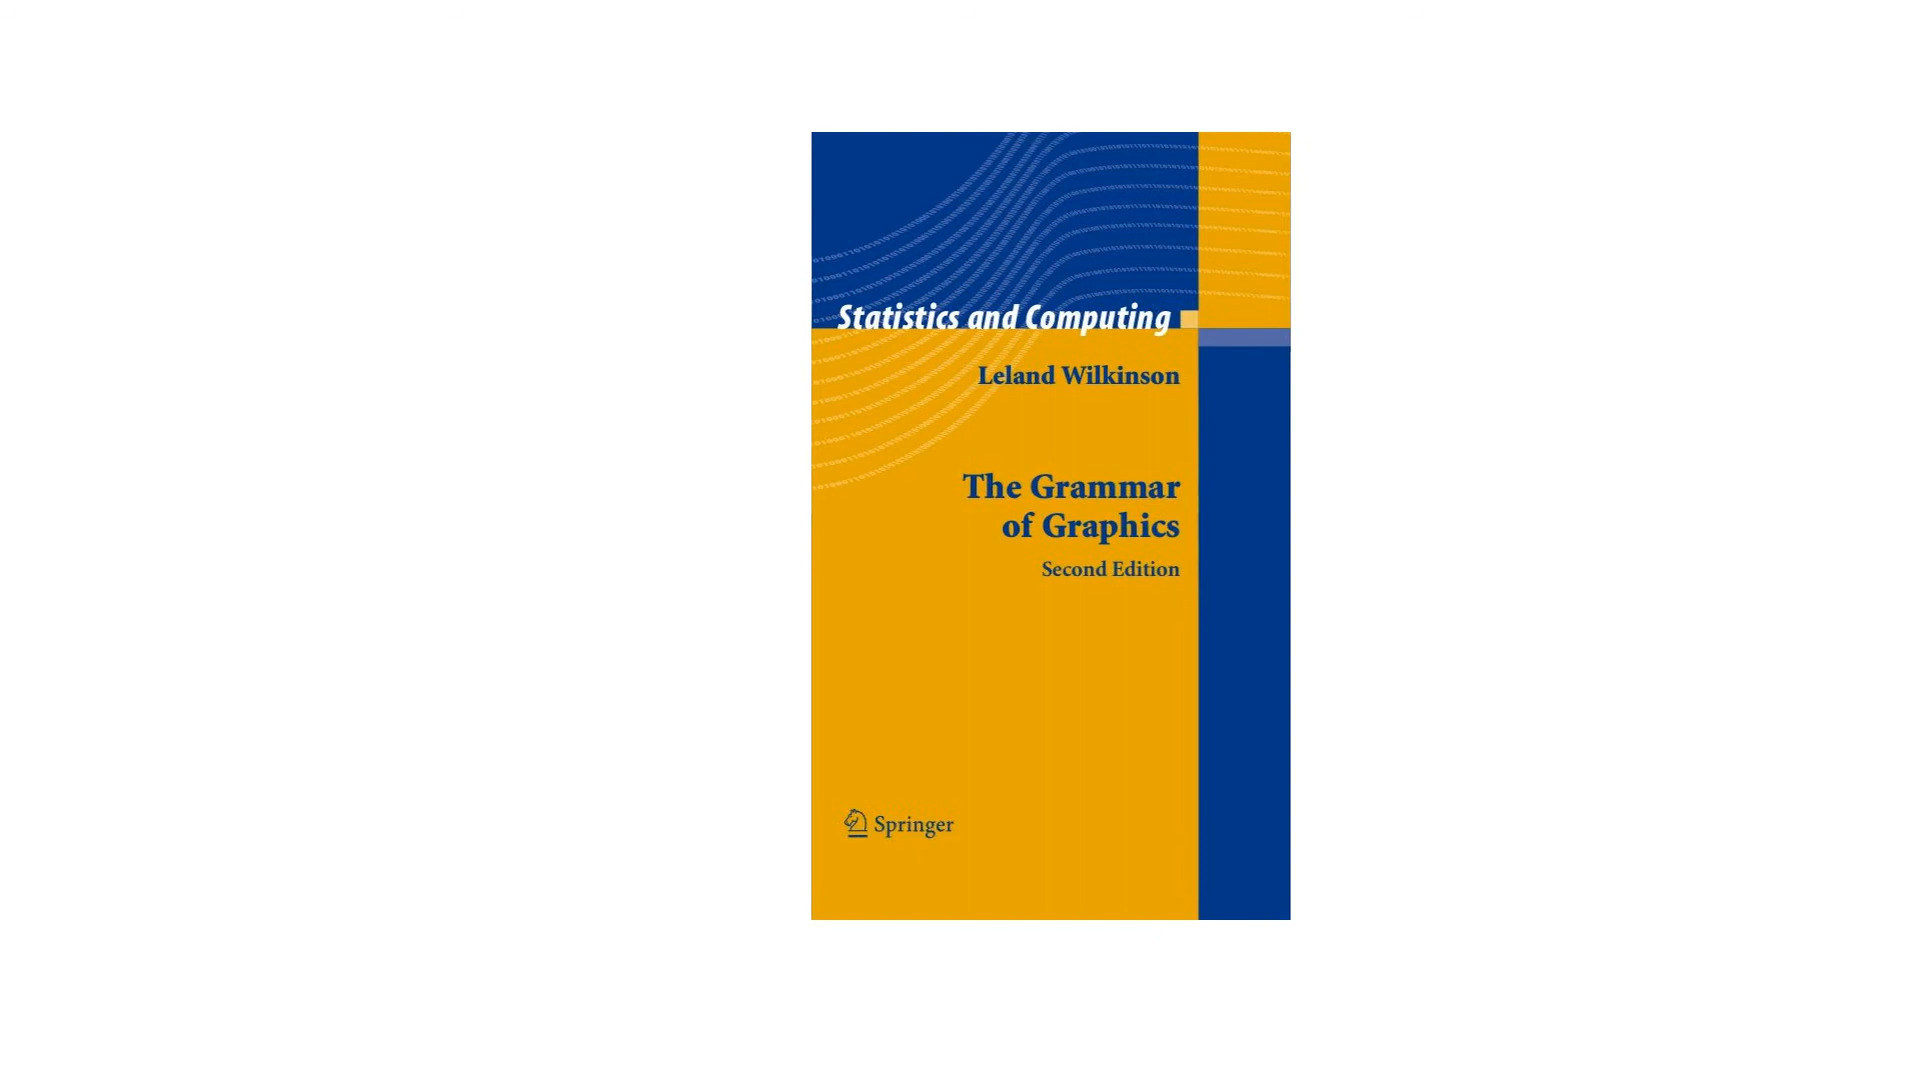 Statistics and Computing
Leland Wilkinson
The Grammar
of Graphics
Second Edition
Springer